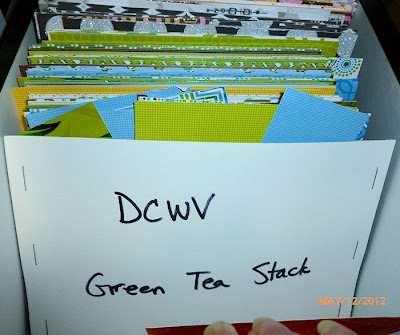 DCWV
Green Tea Stack
MAY/12/2012